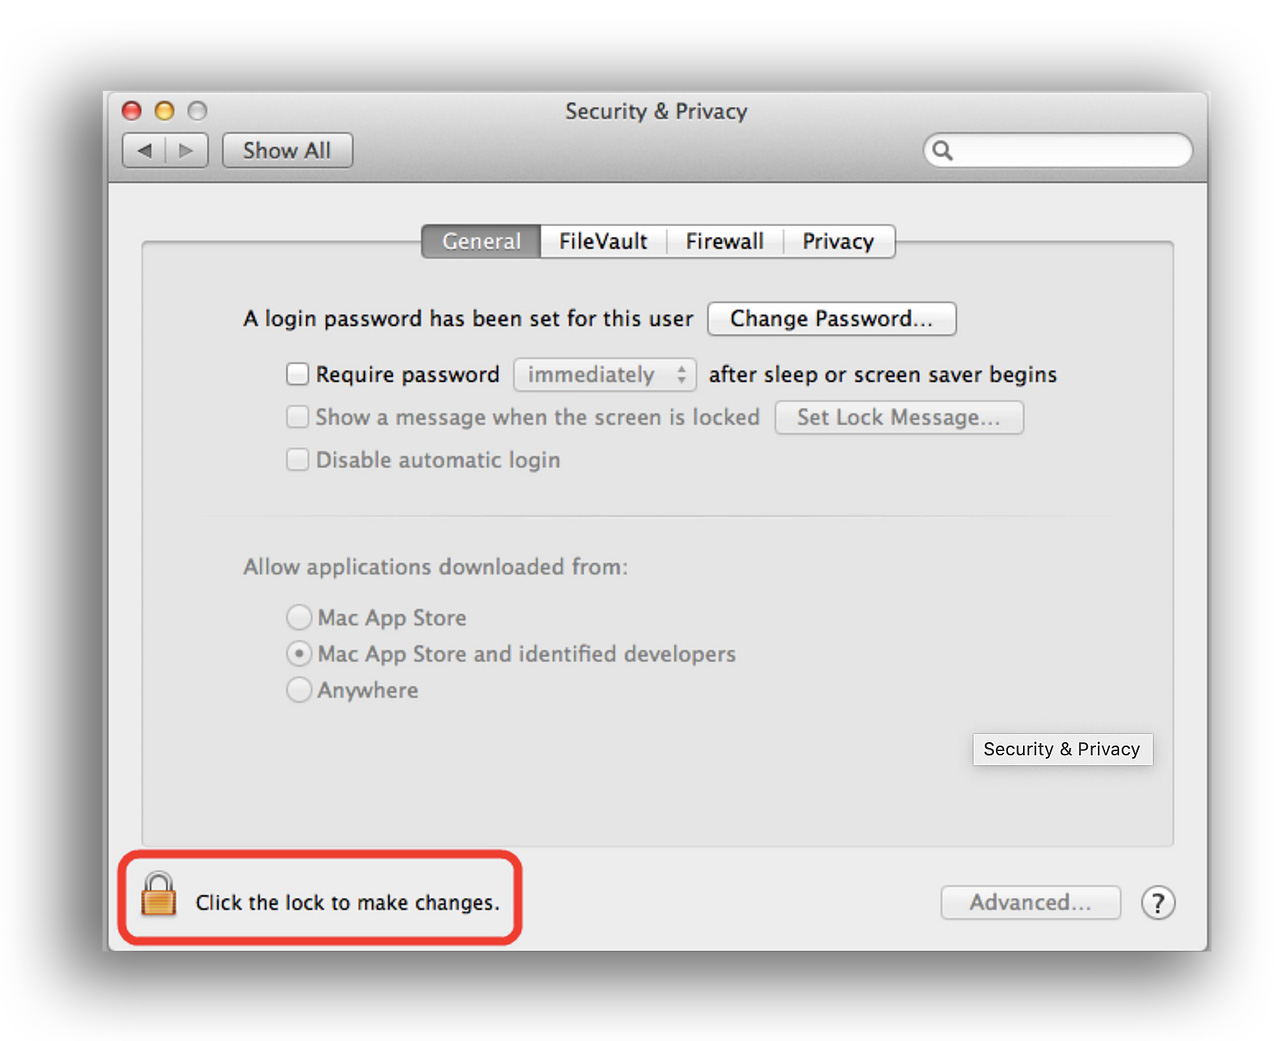 Security & Privacy
Show All
General FileVault Firewall Privacy
A login password has been set for this user Change Password...
Require password immediately after sleep or screen saver begins
Show a message when the screen is locked Set Lock Message...
Disable automatic login
Allow applications downloaded from:
Mac App Store
Mac App Store and identified developers
Anywhere
Security & Privacy
Click the lock to make changes. Advanced... ?